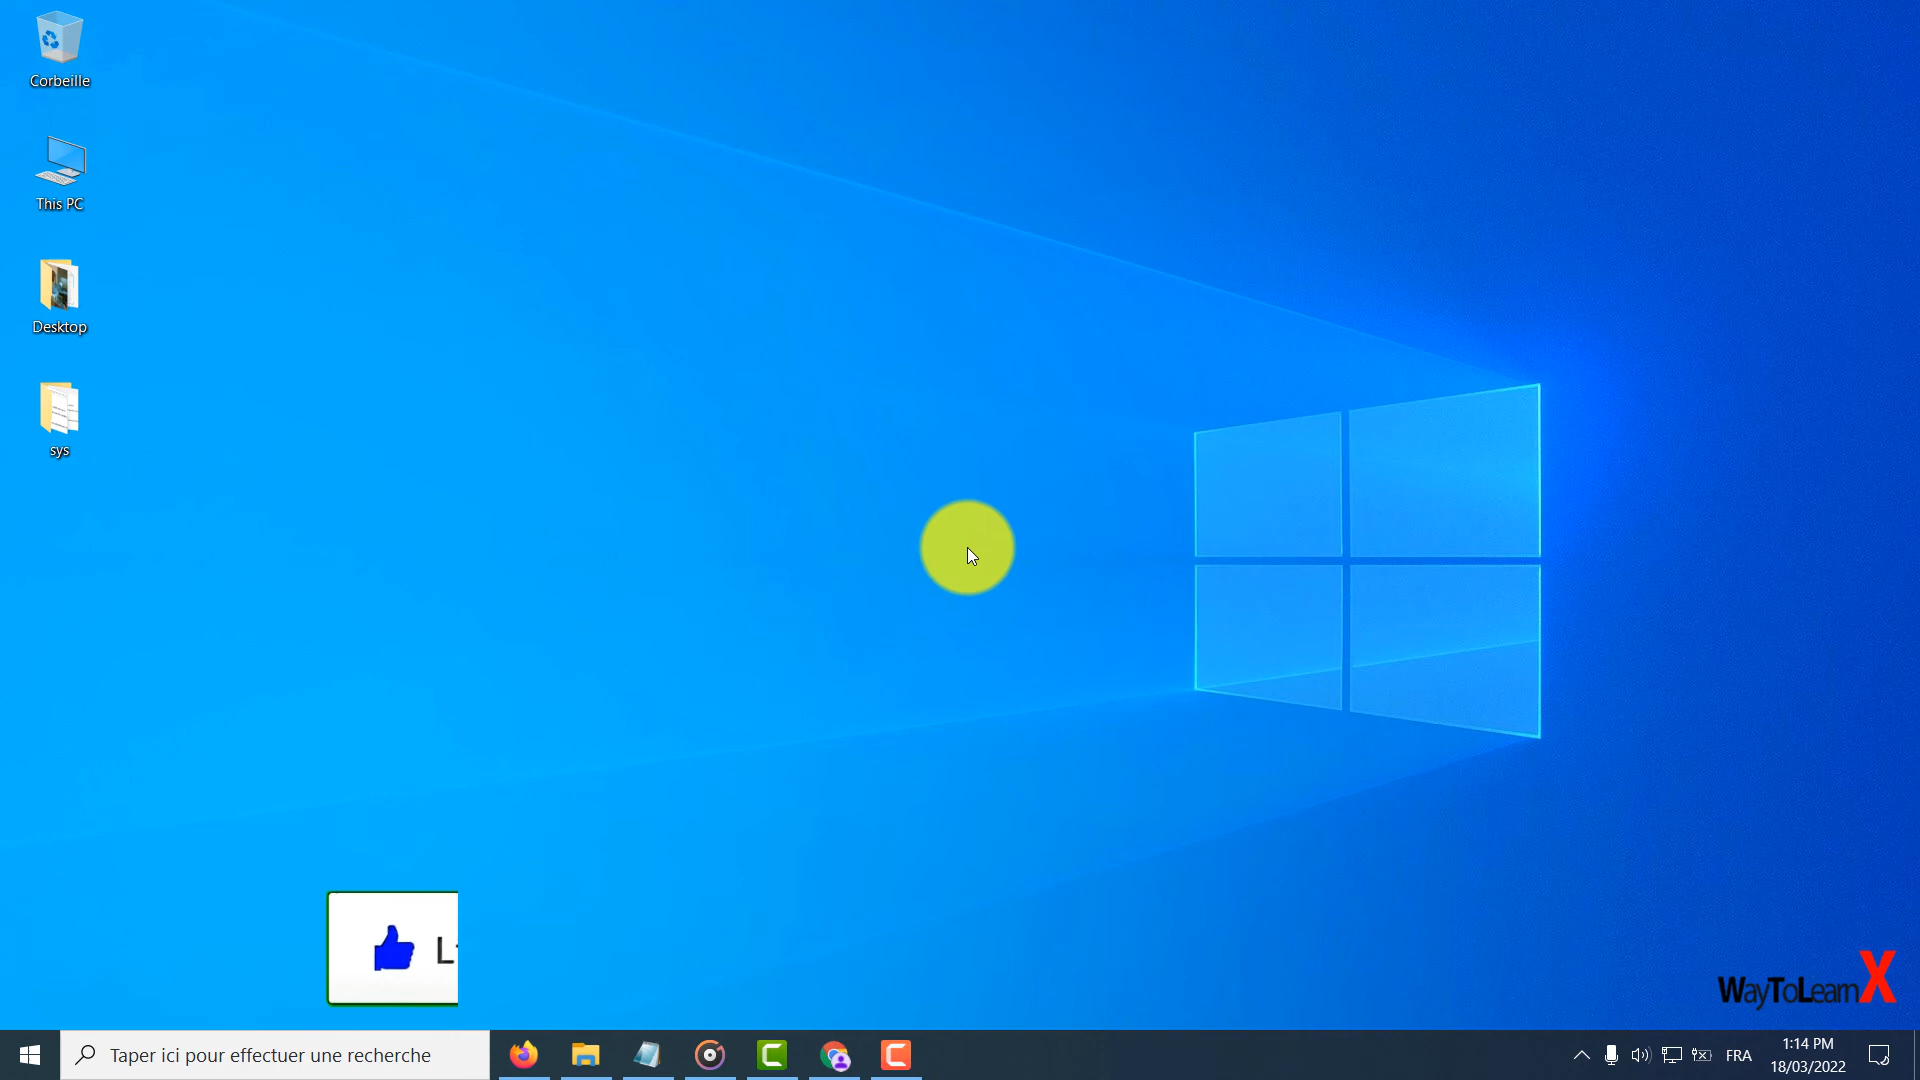 Corbeille
This PC
Desktop
sys
WayToLearnX
Taper ici pour effectuer une recherche
FRA
1:14 PM
18/03/2022